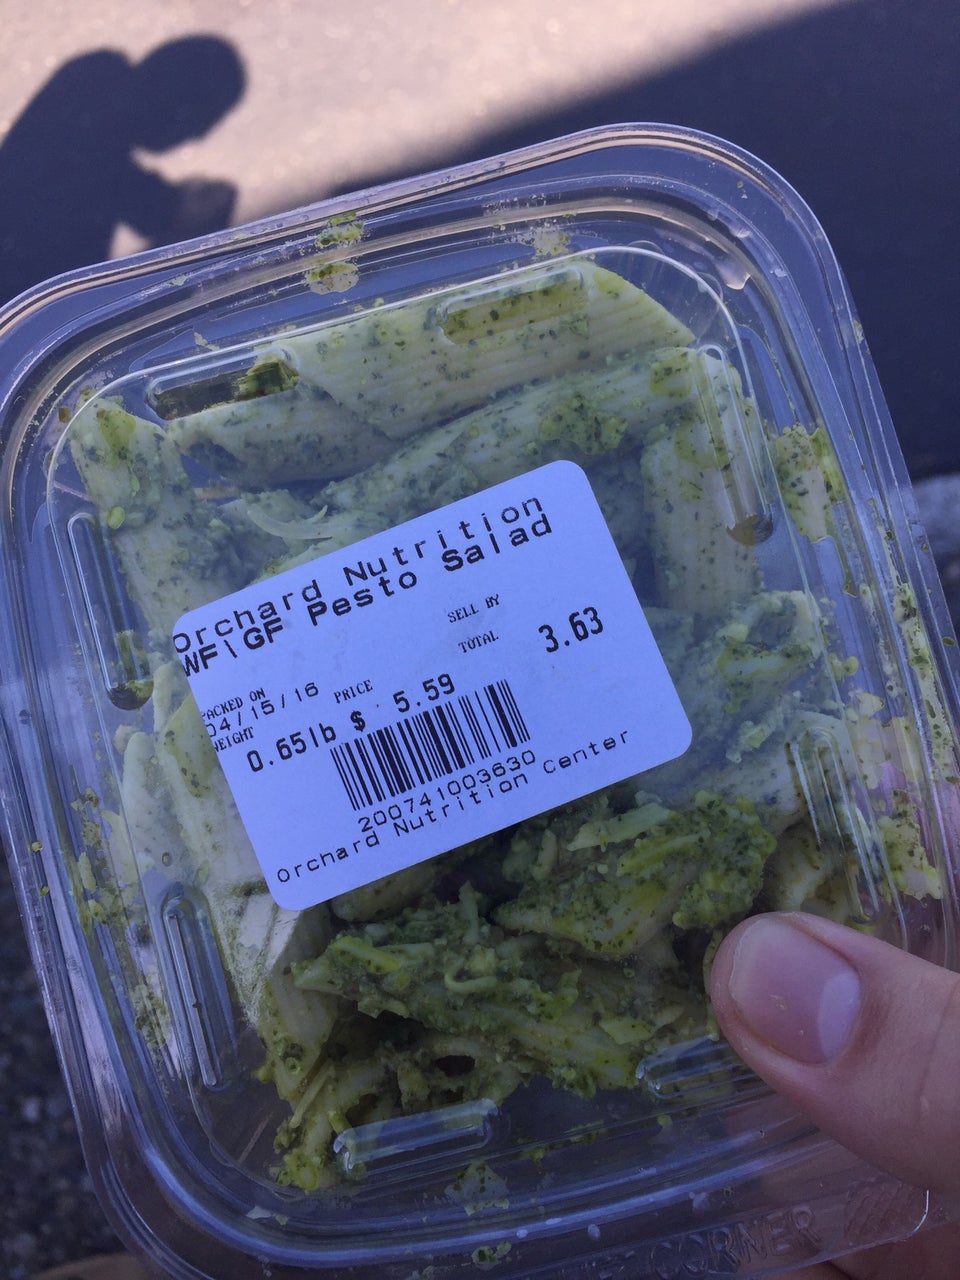 Orchard Nutrition
WF\GF Pesto Salad
SELL BY
PACKED ON
04/15/16 PRICE TOTAL 3.63
WEIGHT
0.65lb $ 5.59
200741003630
Orchard Nutrition Center
CORNER